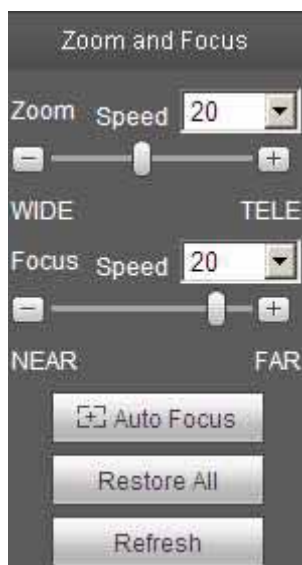 Zoom and Focus
Zoom Speed 20
− +
WIDE TELE
Focus Speed 20
− +
NEAR FAR
Auto Focus
Restore All
Refresh